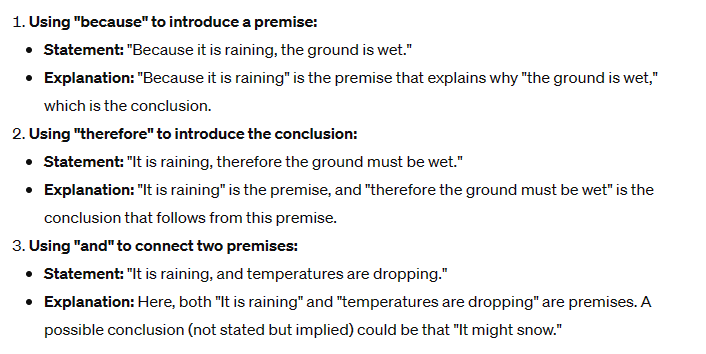 1. Using "because" to introduce a premise:
• Statement: "Because it is raining, the ground is wet."
• Explanation: "Because it is raining" is the premise that explains why "the ground is wet,"
which is the conclusion.
2. Using "therefore" to introduce the conclusion:
• Statement: "It is raining, therefore the ground must be wet."
• Explanation: "It is raining" is the premise, and "therefore the ground must be wet" is the
conclusion that follows from this premise.
3. Using "and" to connect two premises:
• Statement: "It is raining, and temperatures are dropping."
• Explanation: Here, both "It is raining" and "temperatures are dropping" are premises. A
possible conclusion (not stated but implied) could be that "It might snow."